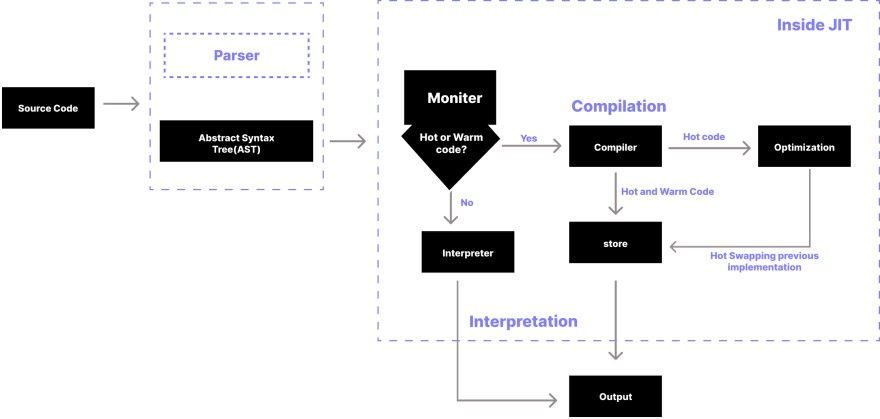 Inside JIT
Parser
Source Code
Abstract Syntax
Tree(AST)
Moniter
Hot or Warm
code?
Yes
No
Compilation
Compiler
Hot code
Optimization
Hot and Warm Code
store
Hot Swapping previous
implementation
Interpreter
Interpretation
Output